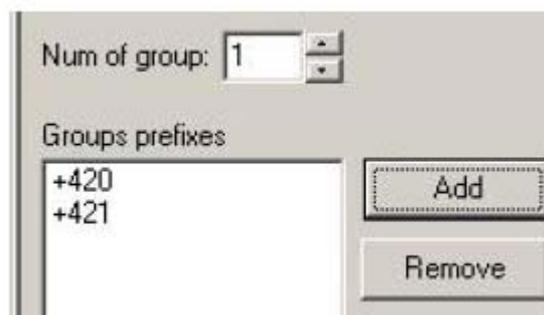 Num of group: 1
Groups prefixes
+420
+421
Add
Remove